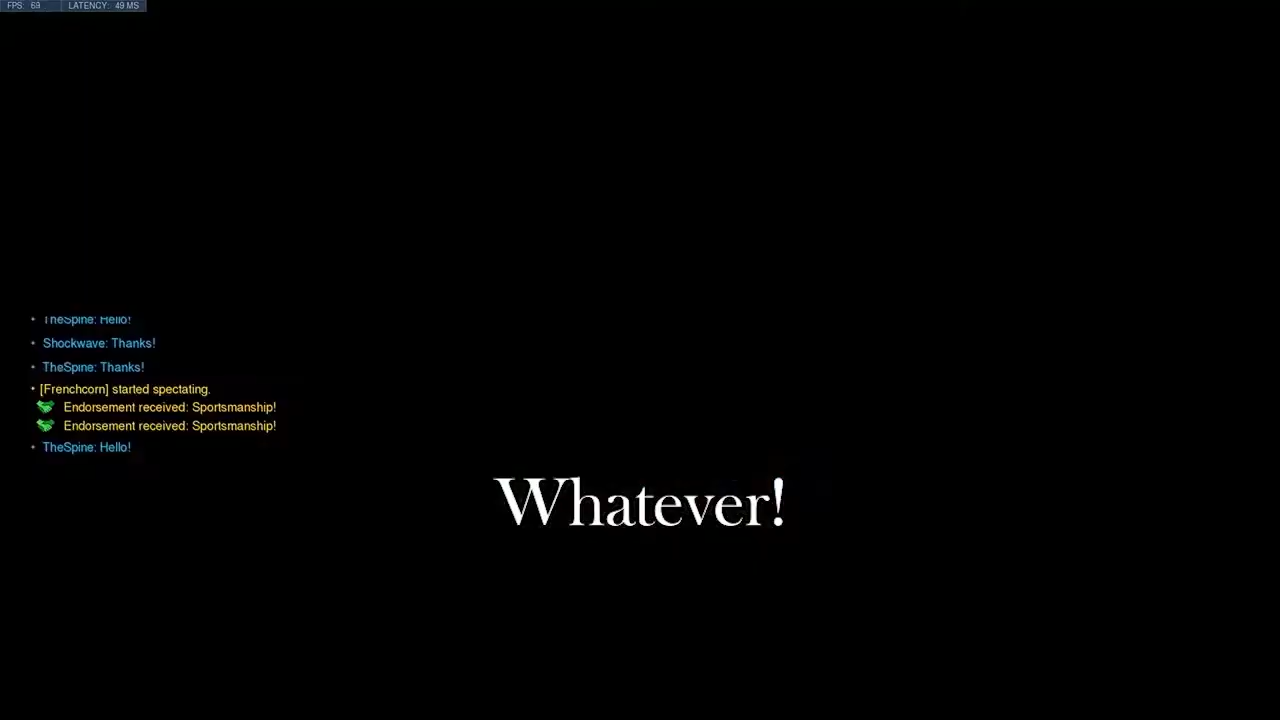 FPS: 69 LATENCY: 49 MS
• TheSpine: Hello!
• Shockwave: Thanks!
• TheSpine: Thanks!
• [Frenchcorn] started spectating.
Endorsement received: Sportsmanship!
Endorsement received: Sportsmanship!
• TheSpine: Hello!
Whatever!